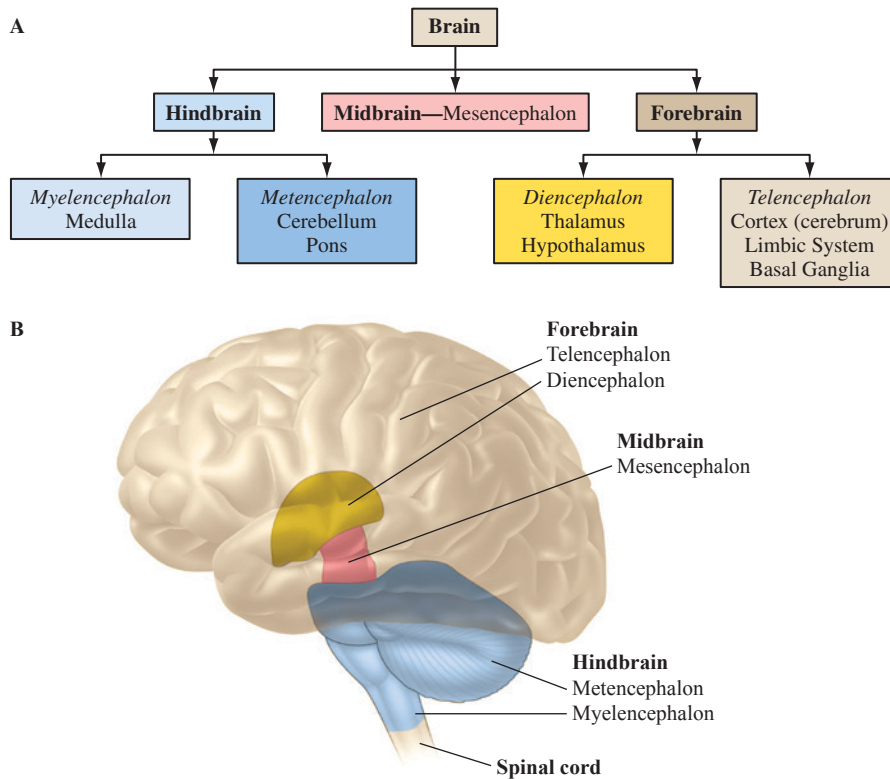 A
Brain
Hindbrain
Midbrain—Mesencephalon
Forebrain
Myelencephalon
Medulla
Metencephalon
Cerebellum
Pons
Diencephalon
Thalamus
Hypothalamus
Telencephalon
Cortex (cerebrum)
Limbic System
Basal Ganglia
B
Forebrain
Telencephalon
Diencephalon
Midbrain
Mesencephalon
Hindbrain
Metencephalon
Myelencephalon
Spinal cord